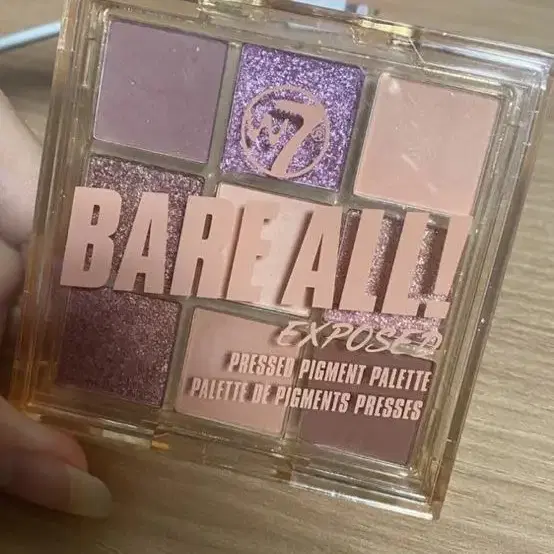 W7
BARE ALL!
EXPOSED
PRESSED PIGMENT PALETTE
PALETTE DE PIGMENTS PRESSES